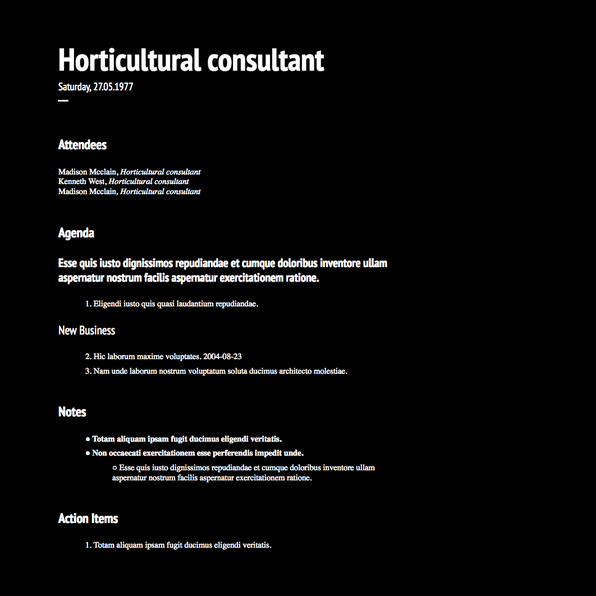 Horticultural consultant
Saturday, 27.05.1977
Attendees
Madison Mcclain, Horticultural consultant
Kenneth West, Horticultural consultant
Madison Mcclain, Horticultural consultant
Agenda
Esse quis iusto dignissimos repudiandae et cumque doloribus inventore ullam
aspernatur nostrum facilis aspernatur exercitationem ratione.
1. Eligendi iusto quis quasi laudantium repudiandae.
New Business
2. Hic laborum maxime voluptates. 2004-08-23
3. Nam unde laborum nostrum voluptatum soluta ducimus architecto molestiae.
Notes
● Totam aliquam ipsam fugit ducimus eligendi veritatis.
● Non occaecati exercitationem esse perferendis impedit unde.
○ Esse quis iusto dignissimos repudiandae et cumque doloribus inventore ullam
aspernatur nostrum facilis aspernatur exercitationem ratione.
Action Items
1. Totam aliquam ipsam fugit ducimus eligendi veritatis.